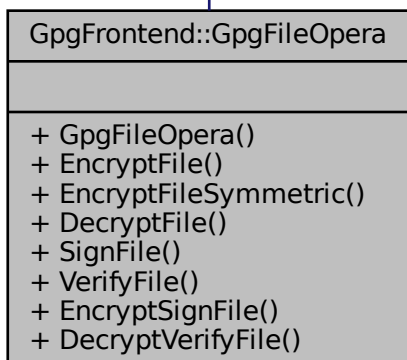 GpgFrontend::GpgFileOpera
+ GpgFileOpera()
+ EncryptFile()
+ EncryptFileSymmetric()
+ DecryptFile()
+ SignFile()
+ VerifyFile()
+ EncryptSignFile()
+ DecryptVerifyFile()